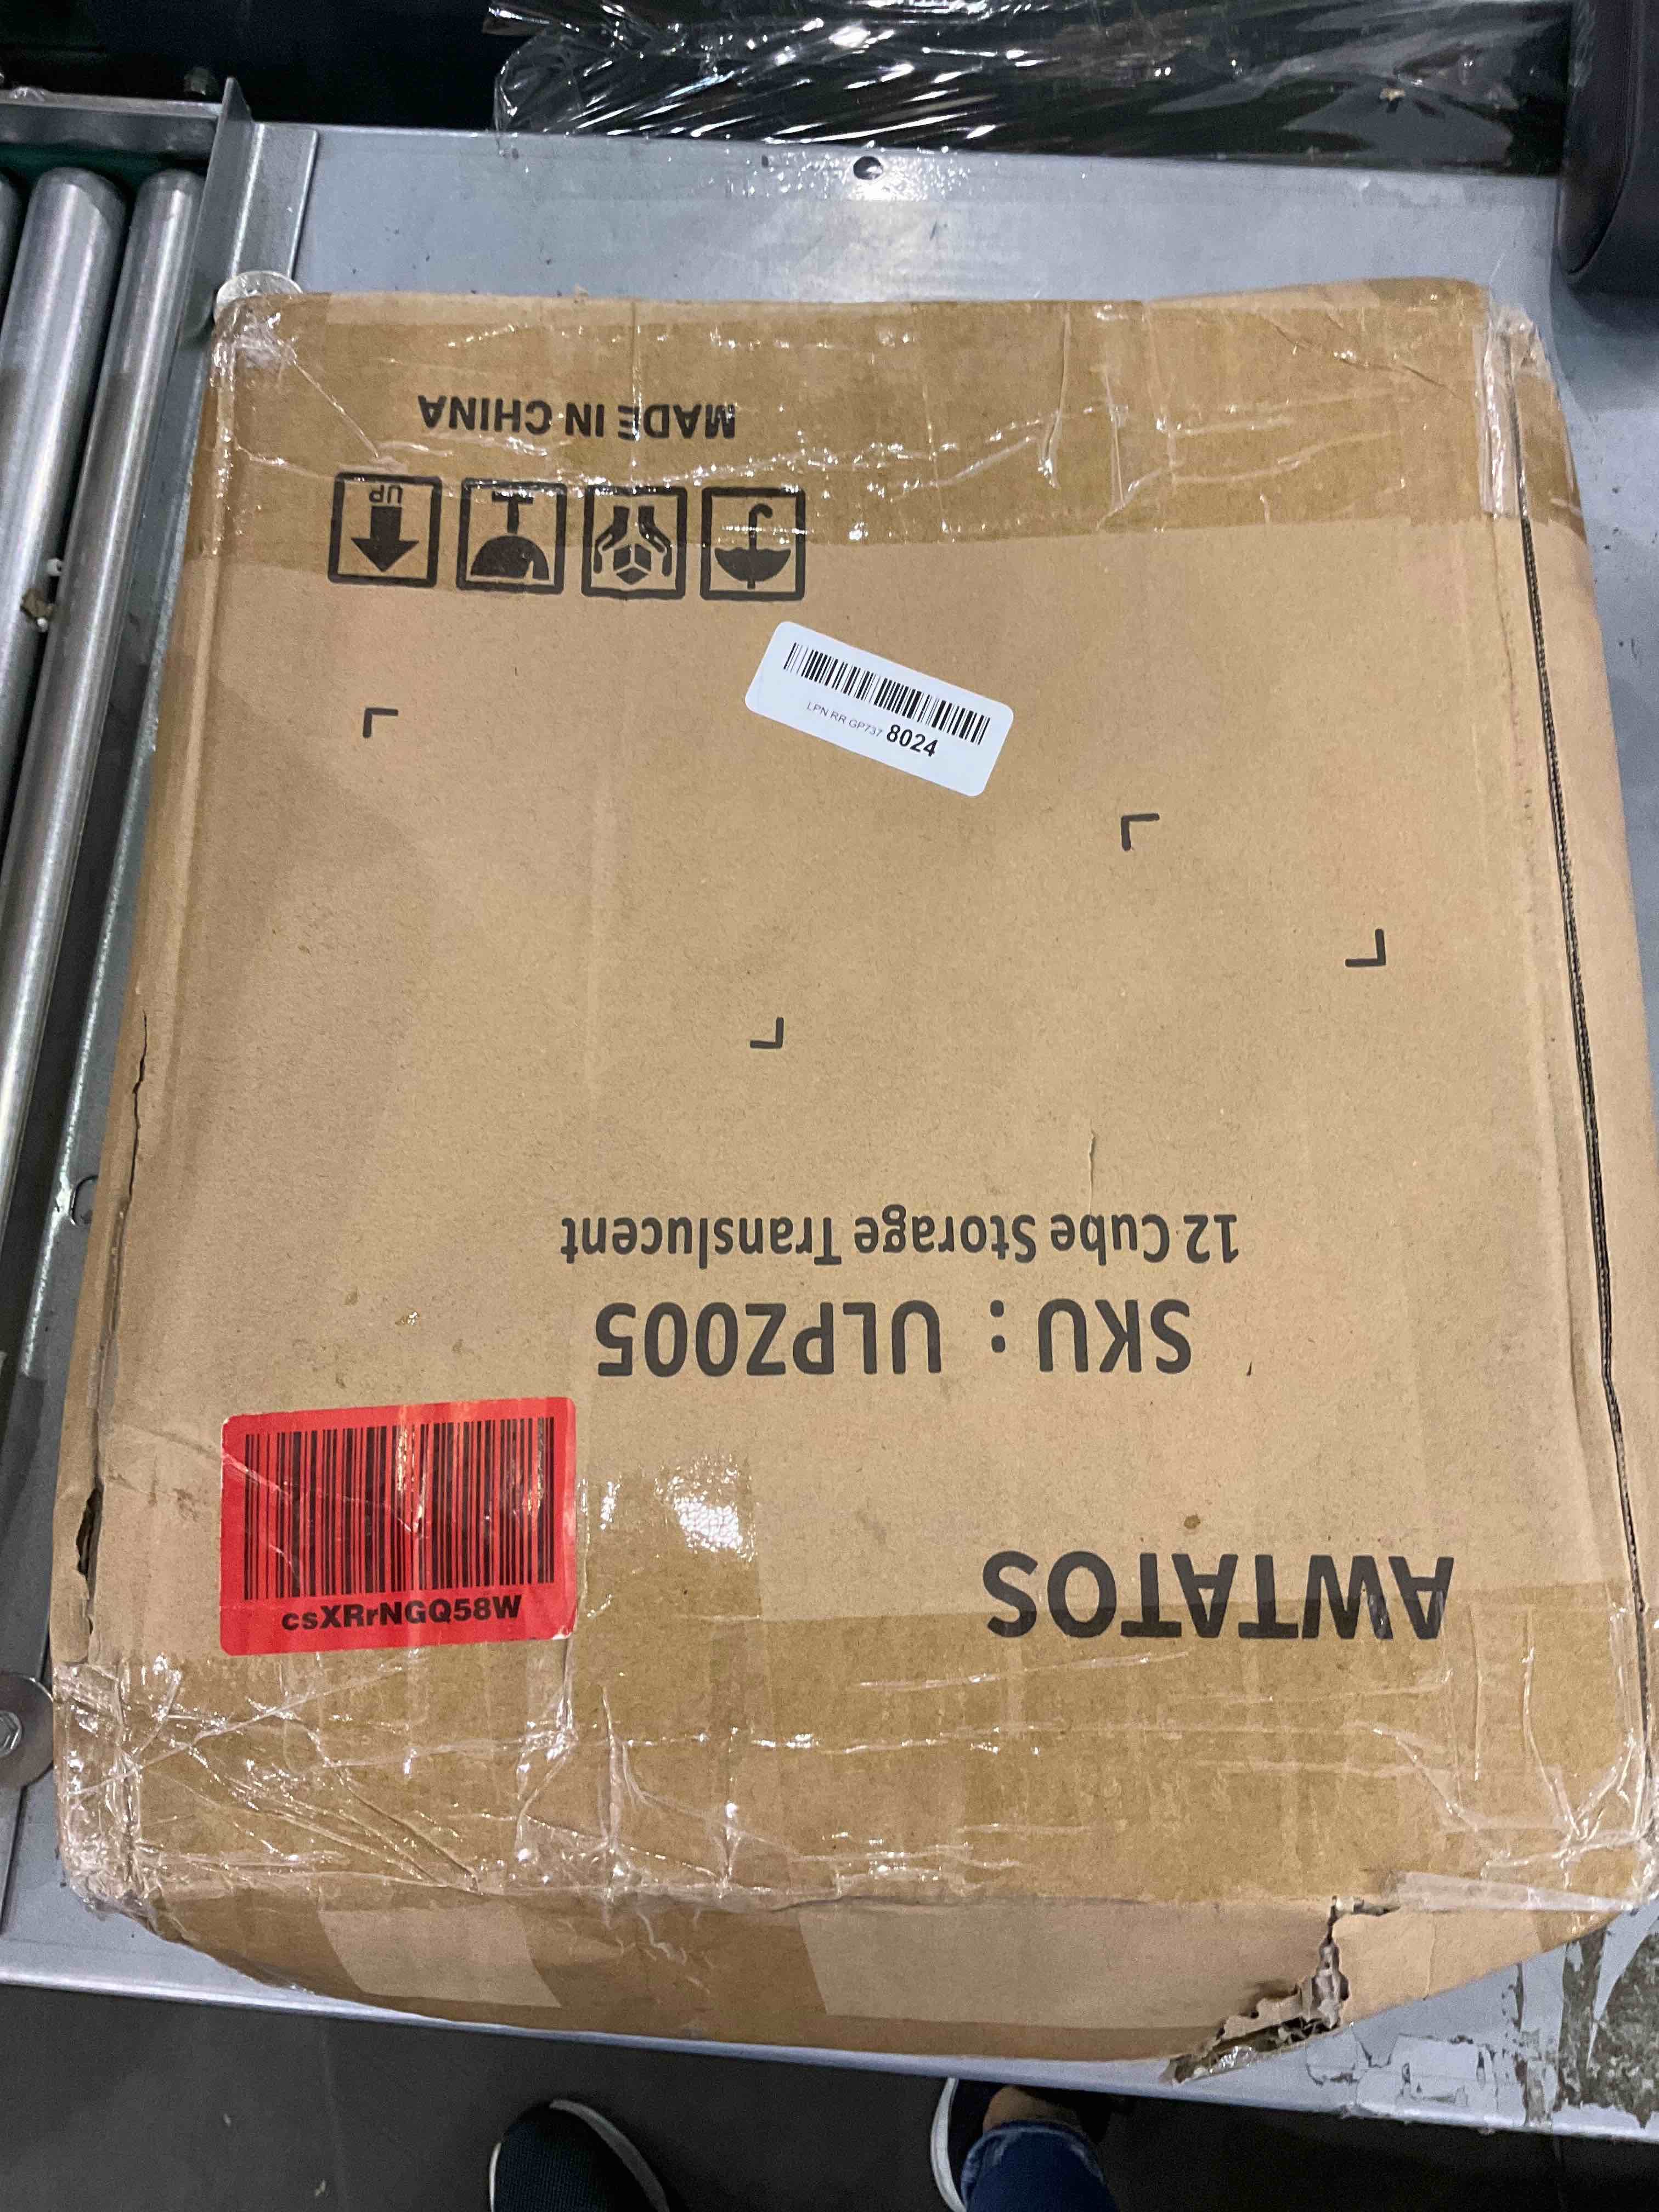 AWTATOS
SKU: ULPZ005
12 Cube Storage Translucent
UP
MADE IN CHINA
LPN RR GP737 8024
csXRrNGQ58W